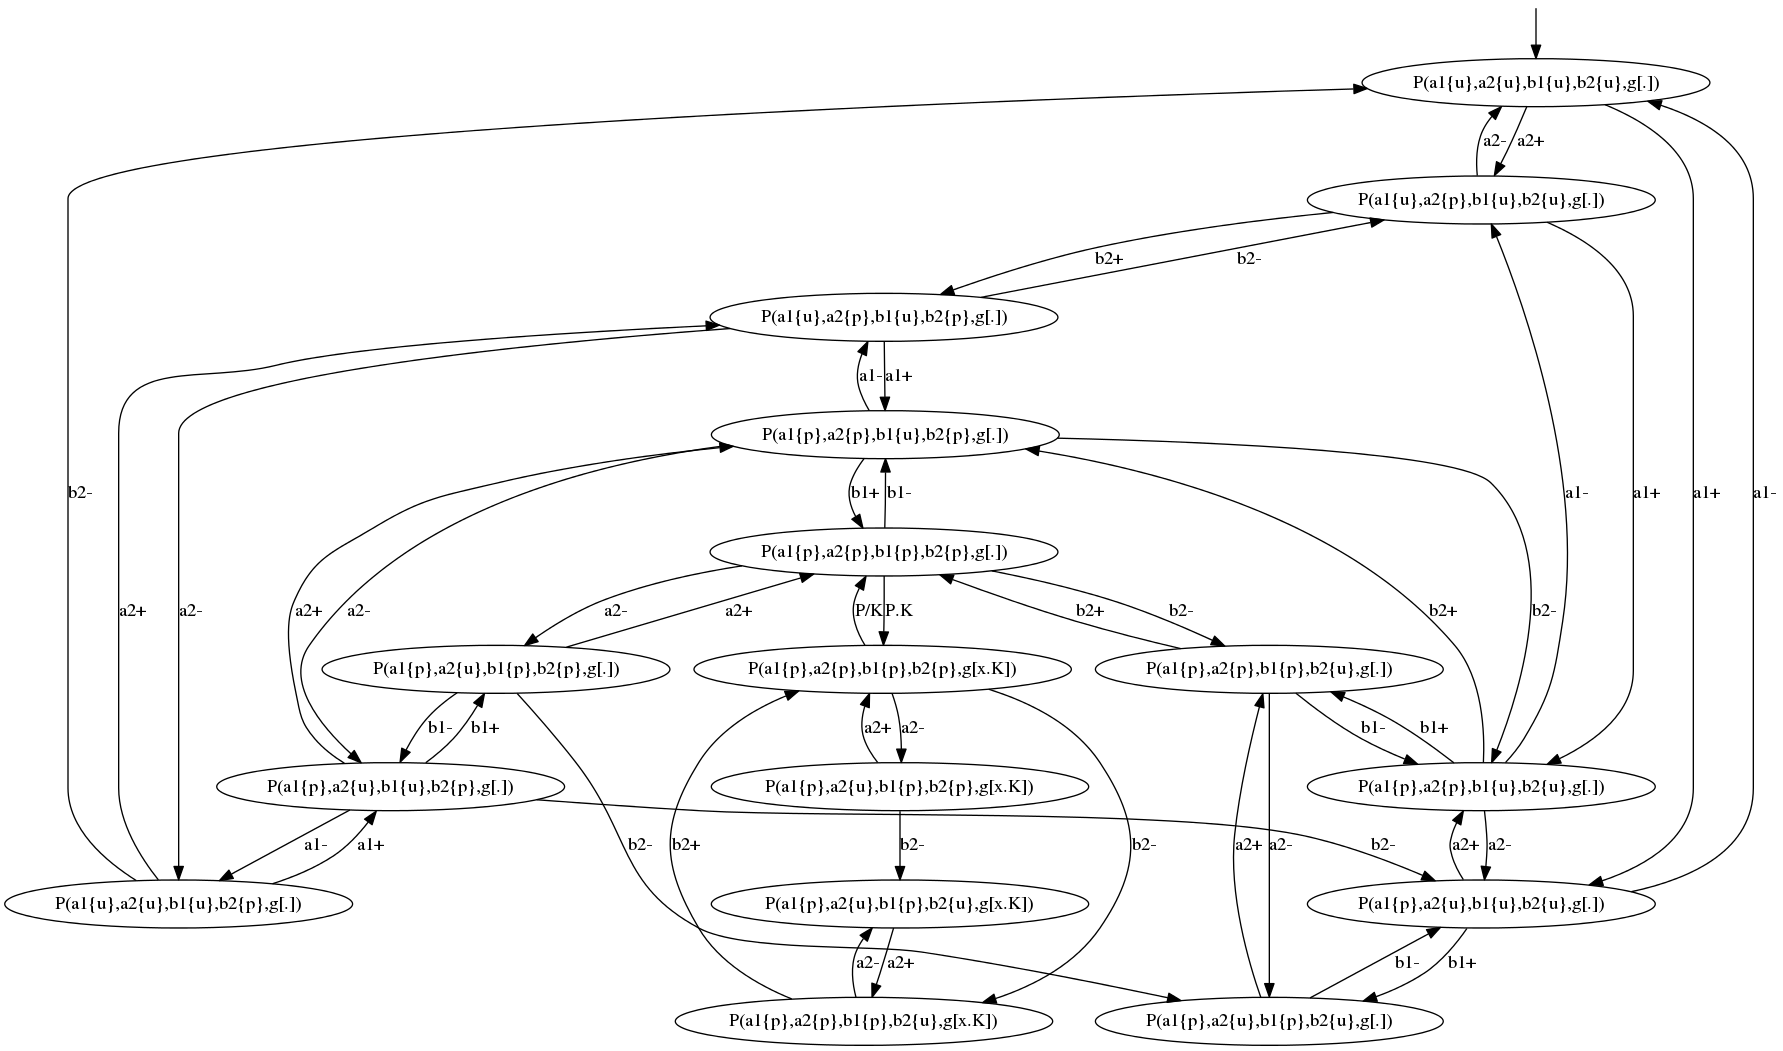 P(a1{u},a2{u},b1{u},b2{u},g[.])
a2-
a2+
P(a1{u},a2{p},b1{u},b2{u},g[.])
b2+
b2-
P(a1{u},a2{p},b1{u},b2{p},g[.])
a1-
a1+
P(a1{p},a2{p},b1{u},b2{p},g[.])
b2-
b1+
b1-
a1-
a1+
a1+
a1-
P(a1{p},a2{p},b1{p},b2{p},g[.])
a2+
a2-
a2+
a2-
a2-
a2+
P/K
P.K
b2+
b2-
b2+
b2-
P(a1{p},a2{u},b1{p},b2{p},g[.])
P(a1{p},a2{p},b1{p},b2{p},g[x.K])
P(a1{p},a2{p},b1{p},b2{u},g[.])
b1-
b1+
a2+
a2-
b1-
b1+
P(a1{p},a2{u},b1{u},b2{p},g[.])
P(a1{p},a2{u},b1{p},b2{p},g[x.K])
P(a1{p},a2{p},b1{u},b2{u},g[.])
a1-
a1+
b2-
b2+
b2-
b2-
a2+
a2-
b2-
a2+
a2-
P(a1{u},a2{u},b1{u},b2{p},g[.])
P(a1{p},a2{u},b1{p},b2{u},g[x.K])
P(a1{p},a2{u},b1{u},b2{u},g[.])
a2-
a2+
b1-
b1+
P(a1{p},a2{p},b1{p},b2{u},g[x.K])
P(a1{p},a2{u},b1{p},b2{u},g[.])